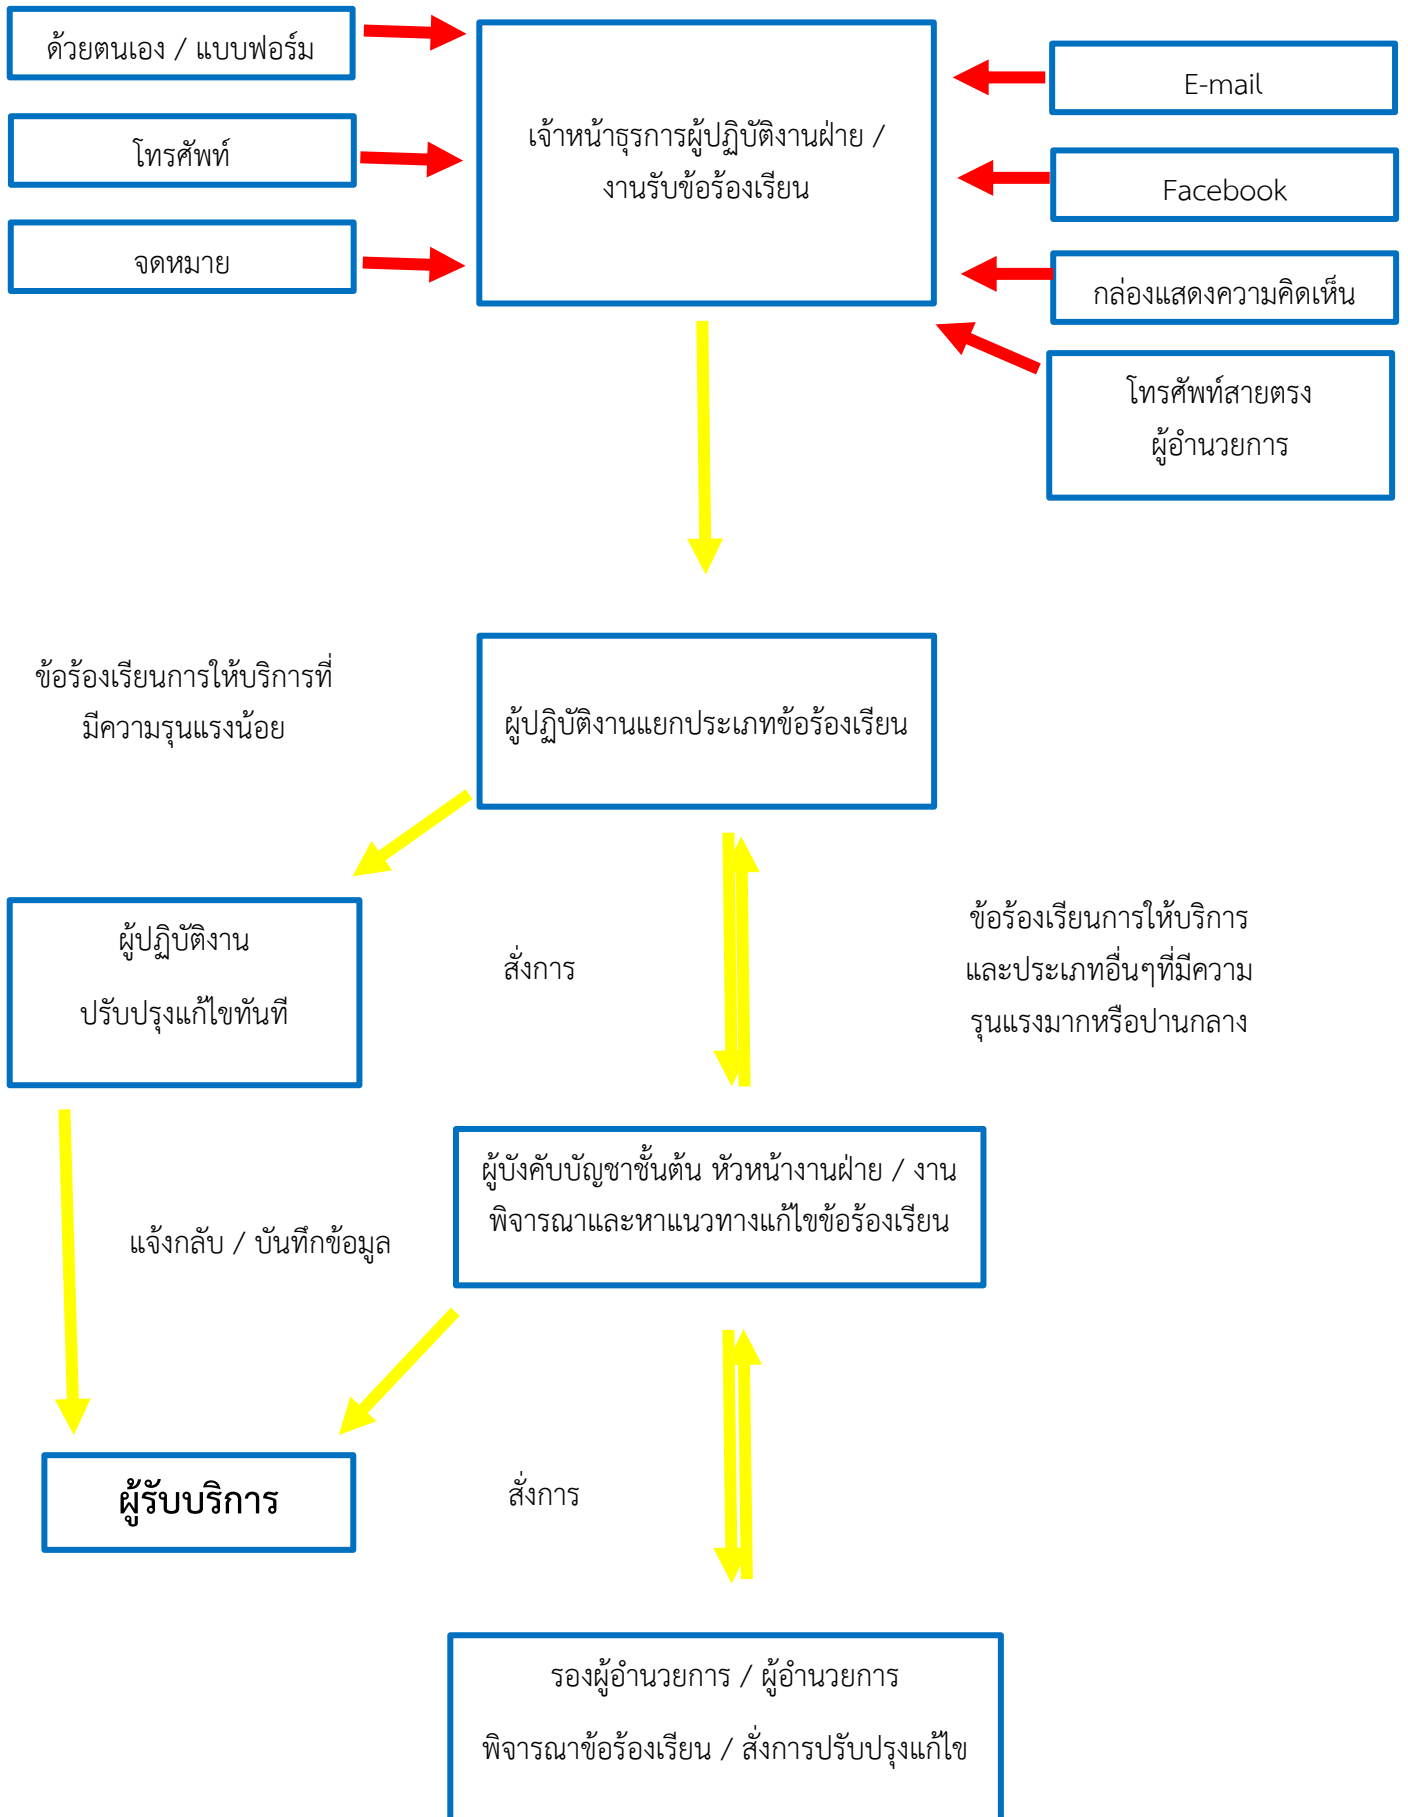 ด้วยตนเอง / แบบฟอร์ม
โทรศัพท์
จดหมาย
เจ้าหน้าธุรการผู้ปฏิบัติงานฝ่าย /
งานรับข้อร้องเรียน
E-mail
Facebook
กล่องแสดงความคิดเห็น
โทรศัพท์สายตรง
ผู้อำนวยการ
ข้อร้องเรียนการให้บริการที่
มีความรุนแรงน้อย
ผู้ปฏิบัติงานแยกประเภทข้อร้องเรียน
ผู้ปฏิบัติงาน
ปรับปรุงแก้ไขทันที
สั่งการ
ข้อร้องเรียนการให้บริการ
และประเภทอื่นๆที่มีความ
รุนแรงมากหรือปานกลาง
ผู้บังคับบัญชาชั้นต้น หัวหน้างานฝ่าย / งาน
พิจารณาและหาแนวทางแก้ไขข้อร้องเรียน
แจ้งกลับ / บันทึกข้อมูล
ผู้รับบริการ
สั่งการ
รองผู้อำนวยการ / ผู้อำนวยการ
พิจารณาข้อร้องเรียน / สั่งการปรับปรุงแก้ไข